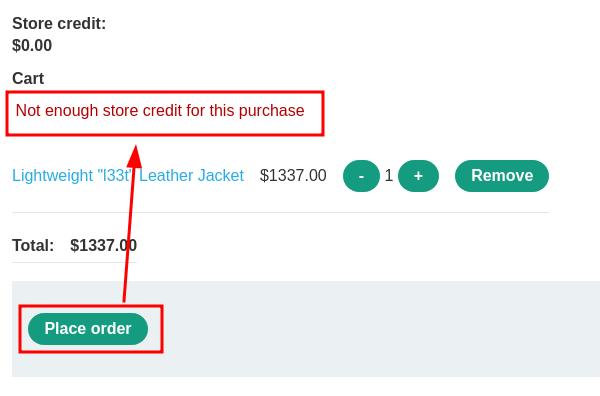 Store credit:
$0.00
Cart
Not enough store credit for this purchase
Lightweight "l33t" Leather Jacket $1337.00 - 1 + Remove
Total: $1337.00
Place order